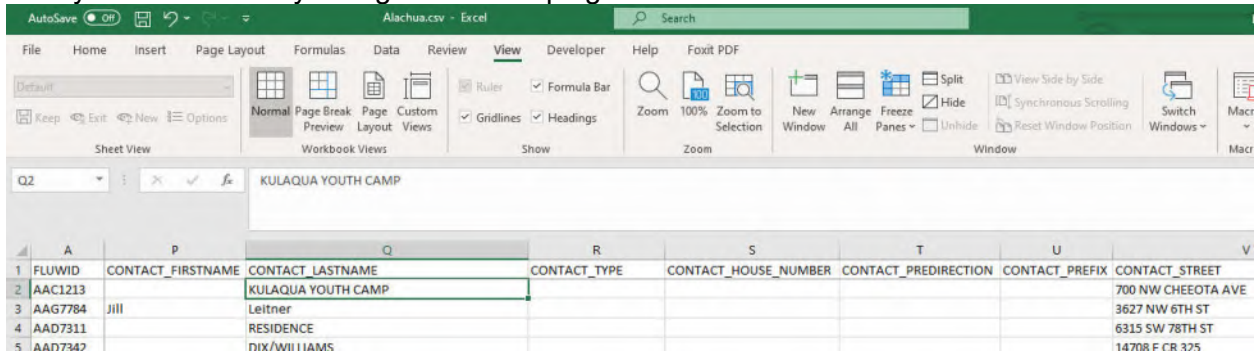 AutoSave Off Alachua.csv - Excel Search
File Home Insert Page Layout Formulas Data Review View Developer Help Foxit PDF
Default
Keep Exit New Options
Sheet View
Normal Page Break Preview Page Layout Custom Views
Workbook Views
Ruler Formula Bar
Gridlines Headings
Show
Zoom 100% Zoom to Selection
Zoom
New Window Arrange All Freeze Panes
Split
Hide
Unhide
View Side by Side
Synchronous Scrolling
Reset Window Position
Switch Windows
Window
Macr
Macr
Q2 fx KULAQUA YOUTH CAMP
A P Q R S T U V
1 FLUWID CONTACT_FIRSTNAME CONTACT_LASTNAME CONTACT_TYPE CONTACT_HOUSE_NUMBER CONTACT_PREDIRECTION CONTACT_PREFIX CONTACT_STREET
2 AAC1213 KULAQUA YOUTH CAMP 700 NW CHEEOTA AVE
3 AAG7784 Jill Leitner 3627 NW 6TH ST
4 AAD7311 RESIDENCE 6315 SW 78TH ST
5 AAD7342 DIX/WILLIAMS 14708 E CR 325